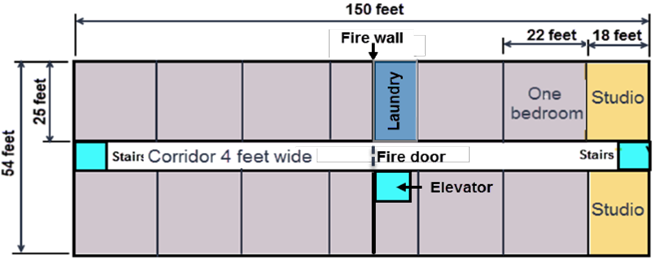 150 feet
Fire wall
22 feet
18 feet
54 feet
25 feet
Laundry
One
bedroom
Studio
Stairs
Corridor 4 feet wide
Fire door
Stairs
Elevator
Studio